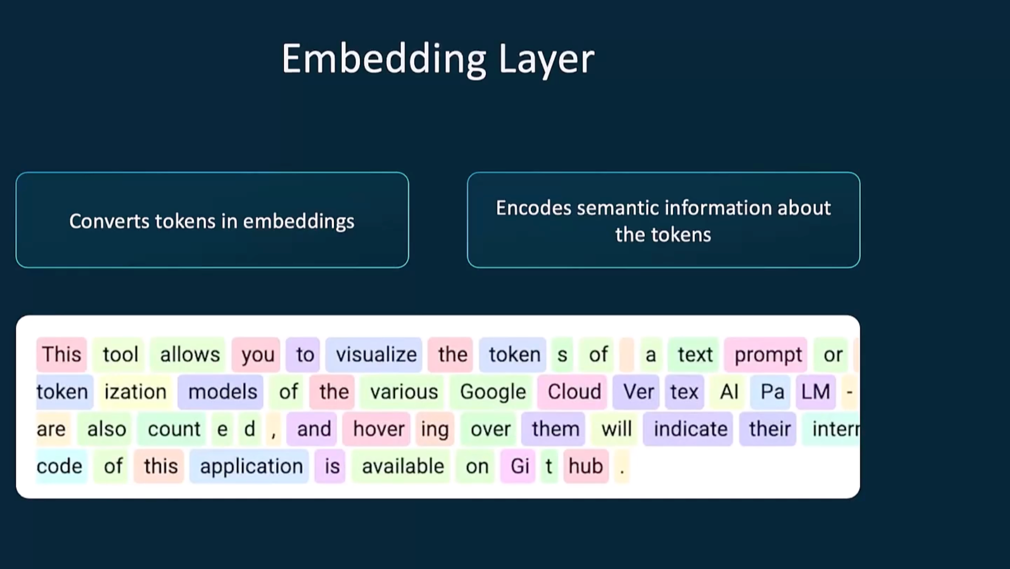 Embedding Layer
Converts tokens in embeddings
Encodes semantic information about
the tokens
This tool allows you to visualize the token s of a text prompt or
token ization models of the various Google Cloud Ver tex AI Pa LM -
are also count e d , and hover ing over them will indicate their
code of this application is available on Gi t hub .